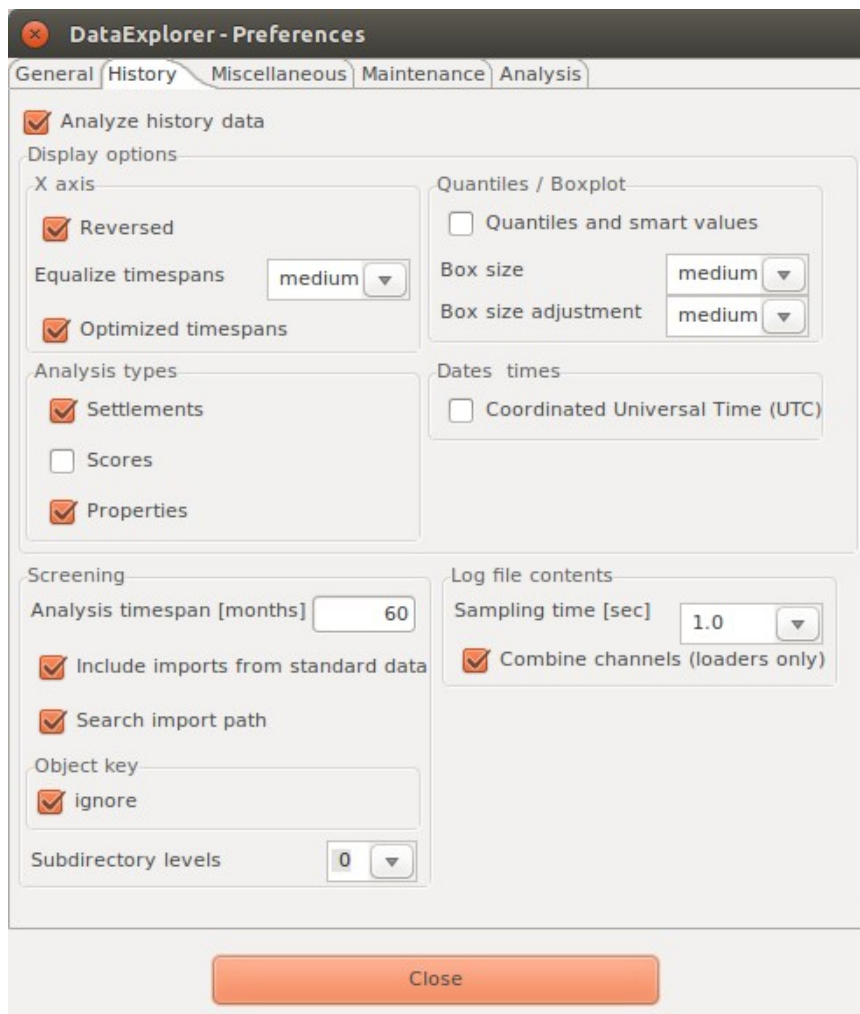 DataExplorer - Preferences
General History Miscellaneous Maintenance Analysis
Analyze history data
Display options
X axis
Reversed
Equalize timespans medium
Optimized timespans
Quantiles / Boxplot
Quantiles and smart values
Box size medium
Box size adjustment medium
Analysis types
Settlements
Scores
Properties
Dates times
Coordinated Universal Time (UTC)
Screening
Analysis timespan [months] 60
Include imports from standard data
Search import path
Object key
ignore
Subdirectory levels 0
Log file contents
Sampling time [sec] 1.0
Combine channels (loaders only)
Close